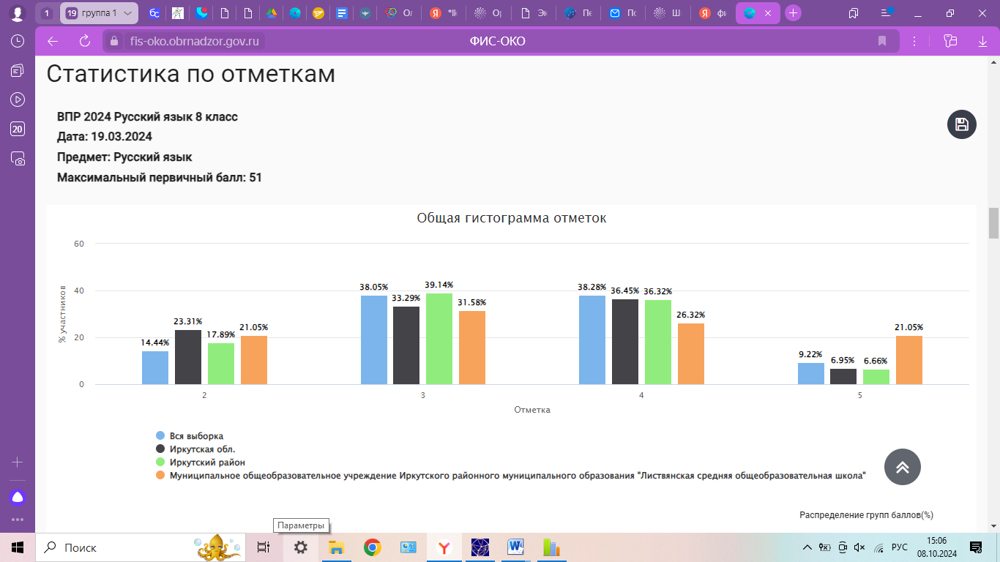 1
19 группа 1
Ол
*Iк
Ор
Эк
Пе
По
Ш
фи
fis-oko.obrnadzor.gov.ru
ФИС-ОКО
20
Статистика по отметкам
ВПР 2024 Русский язык 8 класс
Дата: 19.03.2024
Предмет: Русский язык
Максимальный первичный балл: 51
Общая гистограмма отметок
% участников
60
40
20
0
14.44% 23.31% 17.89% 21.05%
38.05% 33.29% 39.14% 31.58%
38.28% 36.45% 36.32% 26.32%
9.22% 6.95% 6.66% 21.05%
2 3 4 5
Отметка
Вся выборка
Иркутская обл.
Иркутский район
Муниципальное общеобразовательное учреждение Иркутского районного муниципального образования "Листвянская средняя общеобразовательная школа"
Распределение групп баллов(%)
Параметры
Поиск
РУС
15:06
08.10.2024